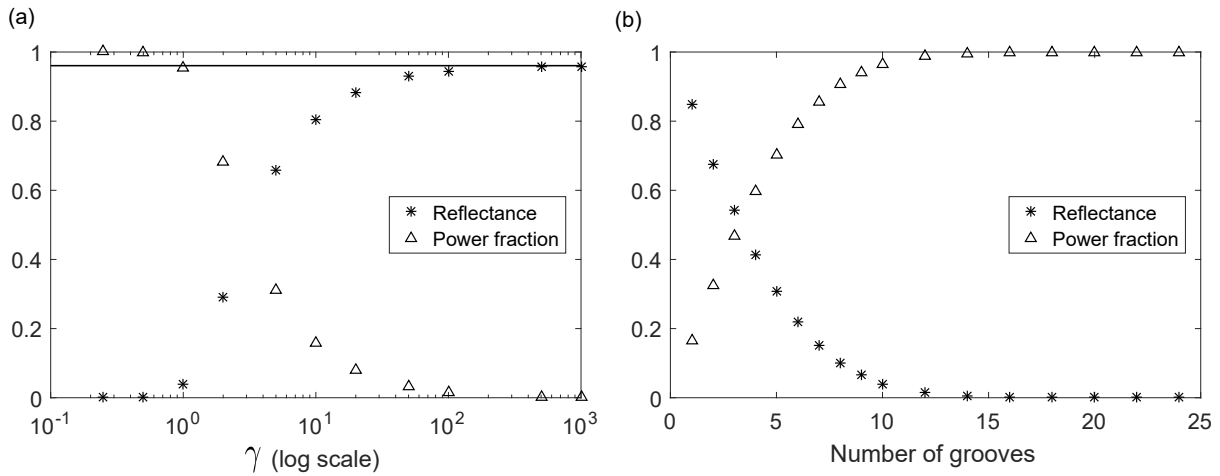 (a)
1
0.8
0.6
0.4
0.2
0
Reflectance
Power fraction
10^-1 10^0 10^1 10^2 10^3
γ (log scale)
(b)
1
0.8
0.6
0.4
0.2
0
Reflectance
Power fraction
0 5 10 15 20 25
Number of grooves